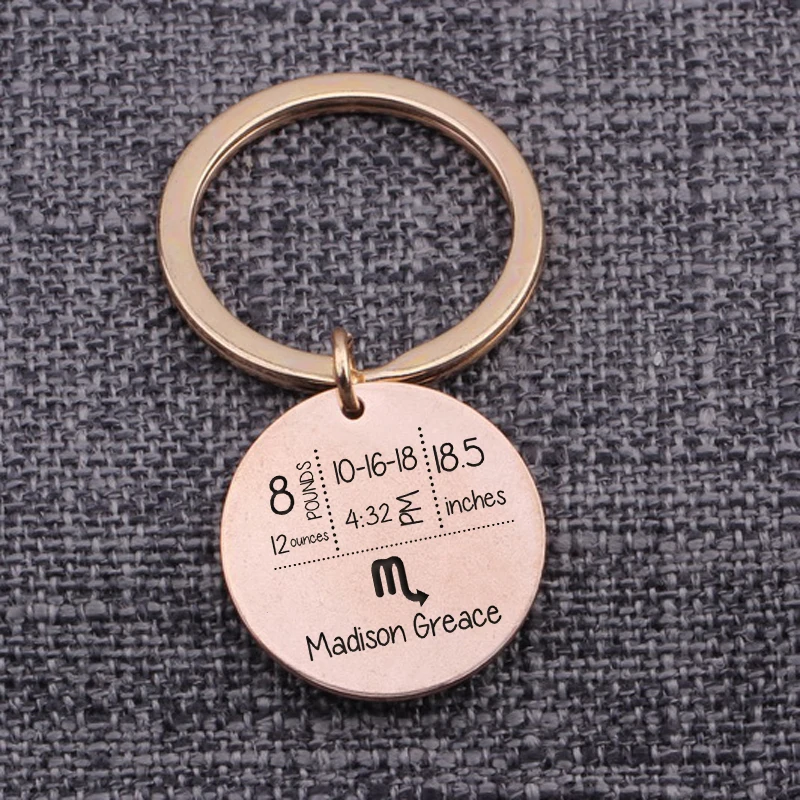 8 POUNDS
12 ounces
10-16-18
4:32 PM
18.5
inches
Madison Greace